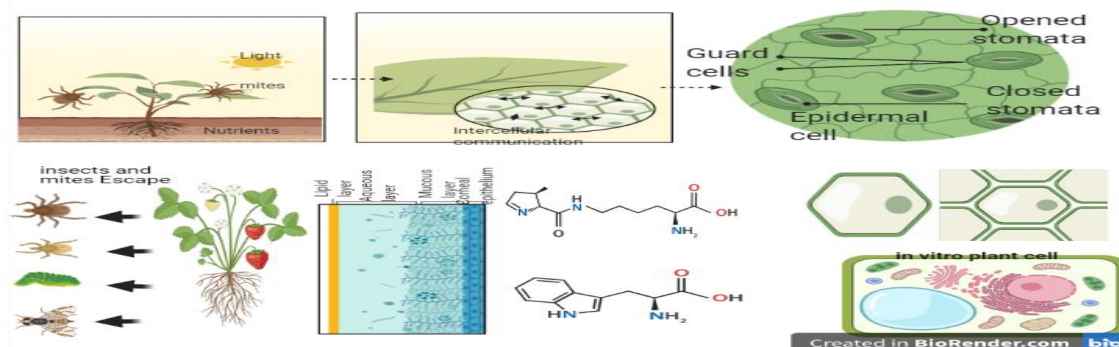 Light
mites
Nutrients
Intercellular
communication
Guard
cells
Opened
stomata
Closed
stomata
Epidermal
cell
insects and
mites Escape
Lipid
layer
Aqueous
layer
Mucous
layer
Corneal
epithelium
N
O
H
N
O
OH
NH2
HN
O
OH
NH2
in vitro plant cell
Created in BioRender.com bio